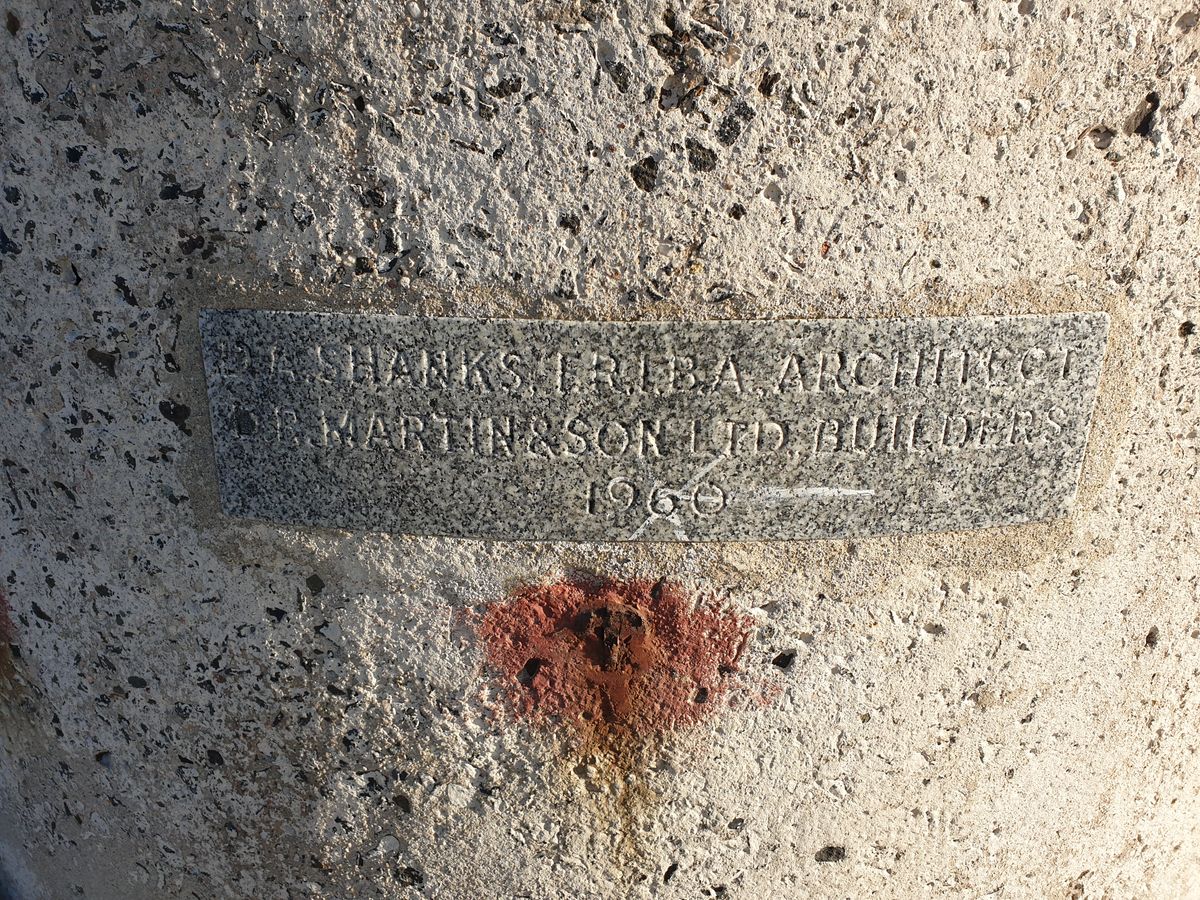 D.A. SHANKS, F.R.I.B.A. ARCHITECT
D.R. MARTIN & SON LTD, BUILDERS
1960